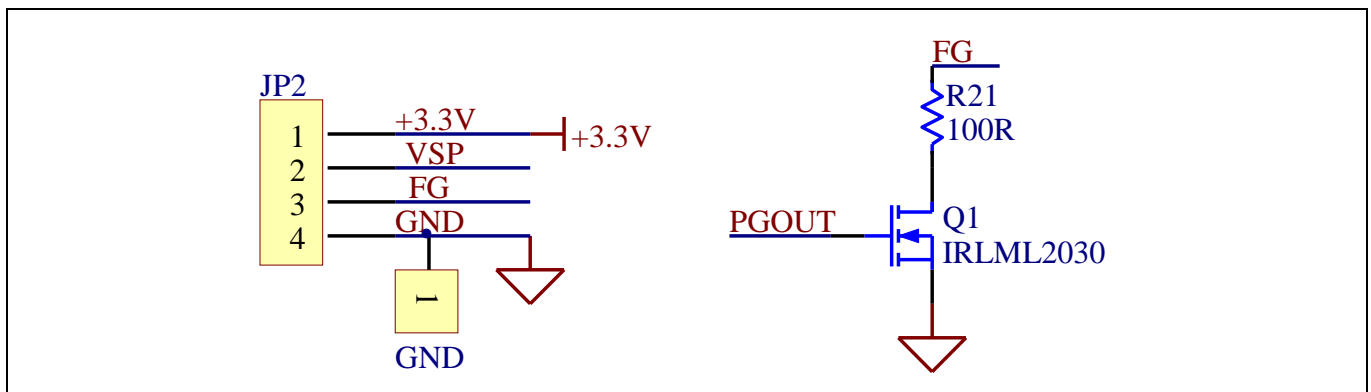 JP2
1 +3.3V +3.3V
2 VSP
3 FG
4 GND
1
GND
FG
R21
100R
PGOUT
Q1
IRLML2030